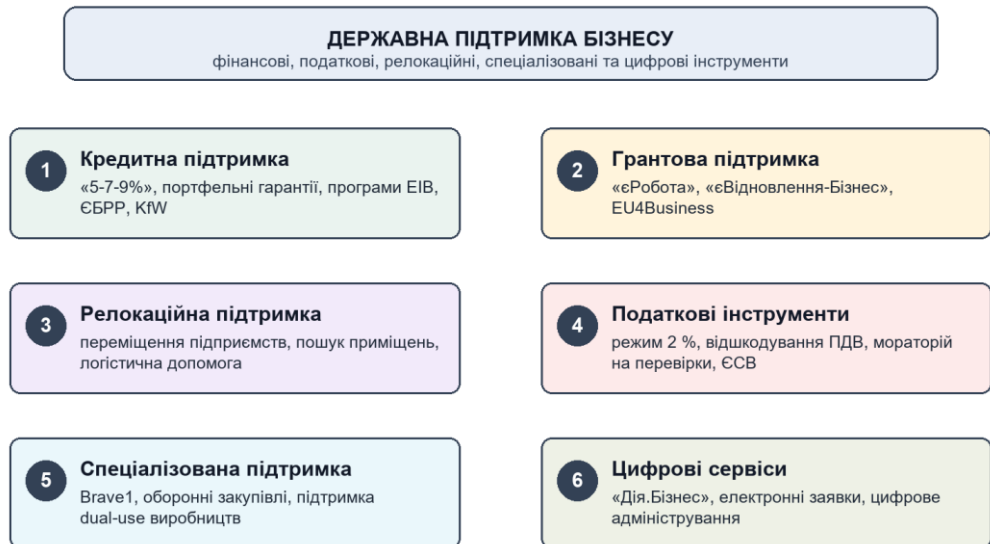 ДЕРЖАВНА ПІДТРИМКА БІЗНЕСУ
фінансові, податкові, релокаційні, спеціалізовані та цифрові інструменти
1
Кредитна підтримка
«5-7-9%», портфельні гарантії, програми EIB,
ЄБРР, KfW
2
Грантова підтримка
«єРобота», «єВідновлення-Бізнес»,
EU4Business
3
Релокаційна підтримка
переміщення підприємств, пошук приміщень,
логістична допомога
4
Податкові інструменти
режим 2 %, відшкодування ПДВ, мораторій
на перевірки, ЄСВ
5
Спеціалізована підтримка
Brave1, оборонні закупівлі, підтримка
dual-use виробництв
6
Цифрові сервіси
«Дія.Бізнес», електронні заявки, цифрове
адміністрування